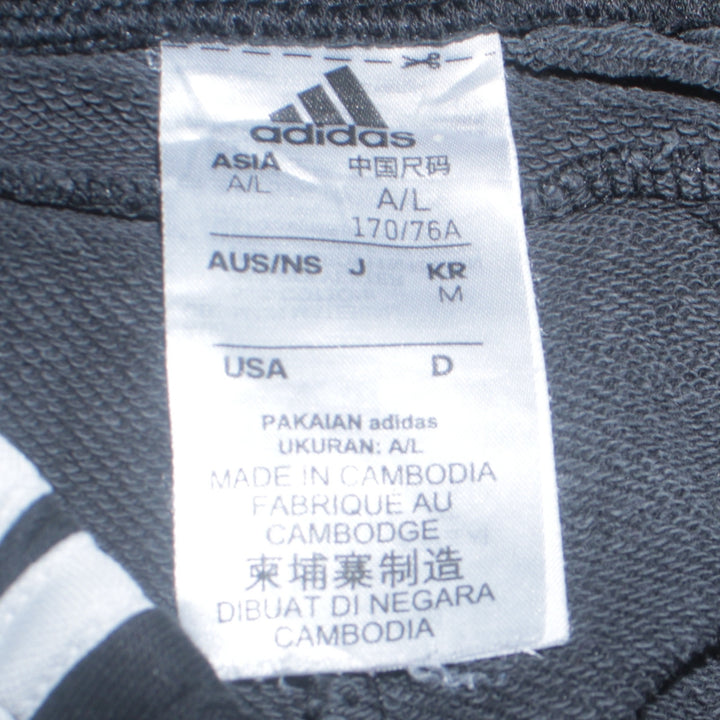 adidas
ASIA 中国尺码
A/L A/L
170/76A
AUS/NS J KR
M
USA D
PAKAIAN adidas
UKURAN: A/L
MADE IN CAMBODIA
FABRIQUE AU
CAMBODGE
柬埔寨制造
DIBUAT DI NEGARA
CAMBODIA